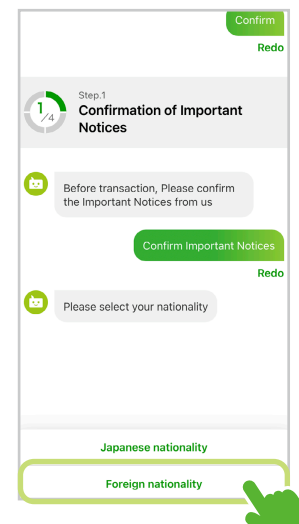 Confirm
Redo
Step.1
1/4
Confirmation of Important
Notices
Before transaction, Please confirm
the Important Notices from us
Confirm Important Notices
Redo
Please select your nationality
Japanese nationality
Foreign nationality